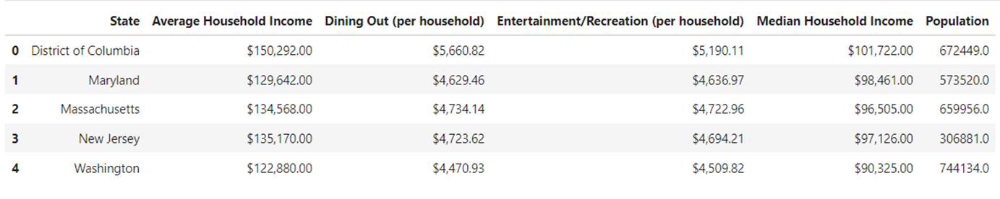 State Average Household Income Dining Out (per household) Entertainment/Recreation (per household) Median Household Income Population
0 District of Columbia $150,292.00 $5,660.82 $5,190.11 $101,722.00 672449.0
1 Maryland $129,642.00 $4,629.46 $4,636.97 $98,461.00 573520.0
2 Massachusetts $134,568.00 $4,734.14 $4,722.96 $96,505.00 659956.0
3 New Jersey $135,170.00 $4,723.62 $4,694.21 $97,126.00 306881.0
4 Washington $122,880.00 $4,470.93 $4,509.82 $90,325.00 744134.0